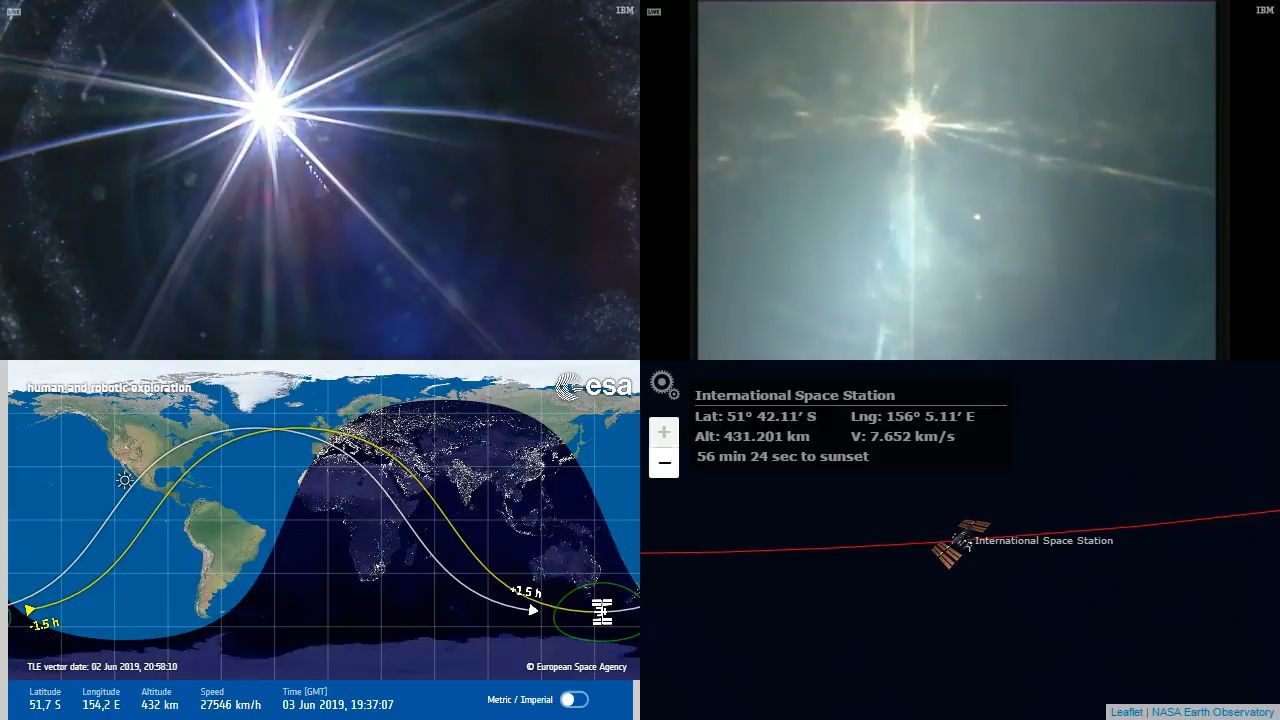 LIVE
IBM
LIVE
IBM
human and robotic exploration
esa
+1.5 h
-1.5 h
TLE vector date: 02 Jun 2019, 20:58:10
© European Space Agency
Latitude
51,7 S
Longitude
154,2 E
Altitude
432 km
Speed
27546 km/h
Time [GMT]
03 Jun 2019, 19:37:07
Metric / Imperial
International Space Station
Lat: 51° 42.11′ S
Lng: 156° 5.11′ E
Alt: 431.201 km
V: 7.652 km/s
56 min 24 sec to sunset
+
−
International Space Station
Leaflet | NASA Earth Observatory